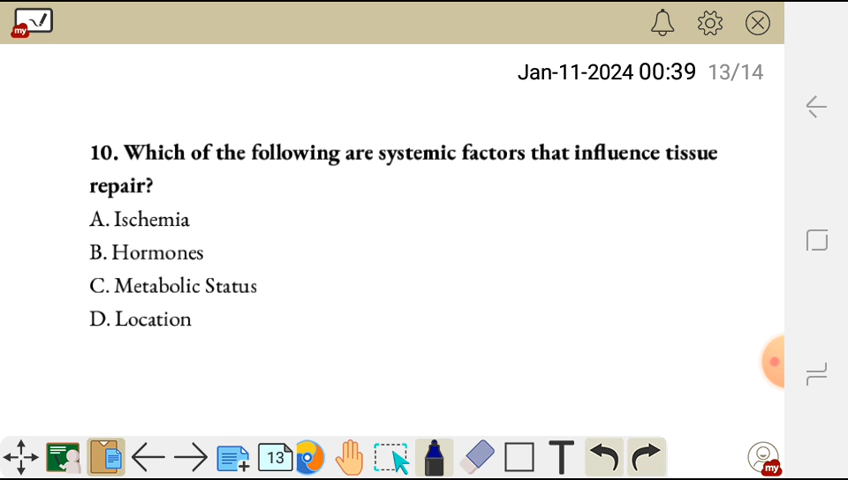 my
Jan-11-2024 00:39 13/14
10. Which of the following are systemic factors that influence tissue
repair?
A. Ischemia
B. Hormones
C. Metabolic Status
D. Location
13
T
my